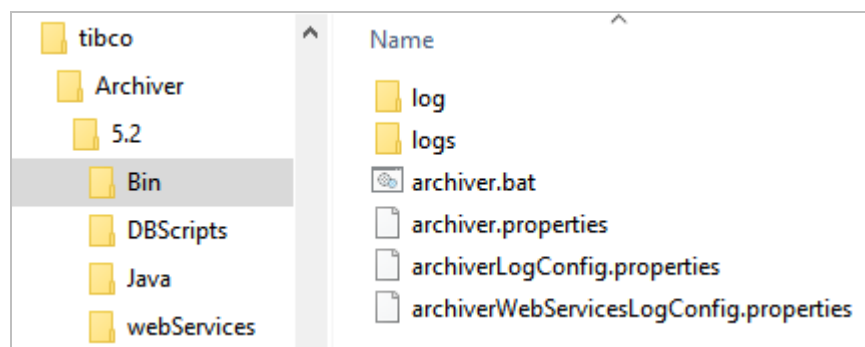 tibco
Archiver
5.2
Bin
DBScripts
Java
webServices
Name
log
logs
archiver.bat
archiver.properties
archiverLogConfig.properties
archiverWebServicesLogConfig.properties